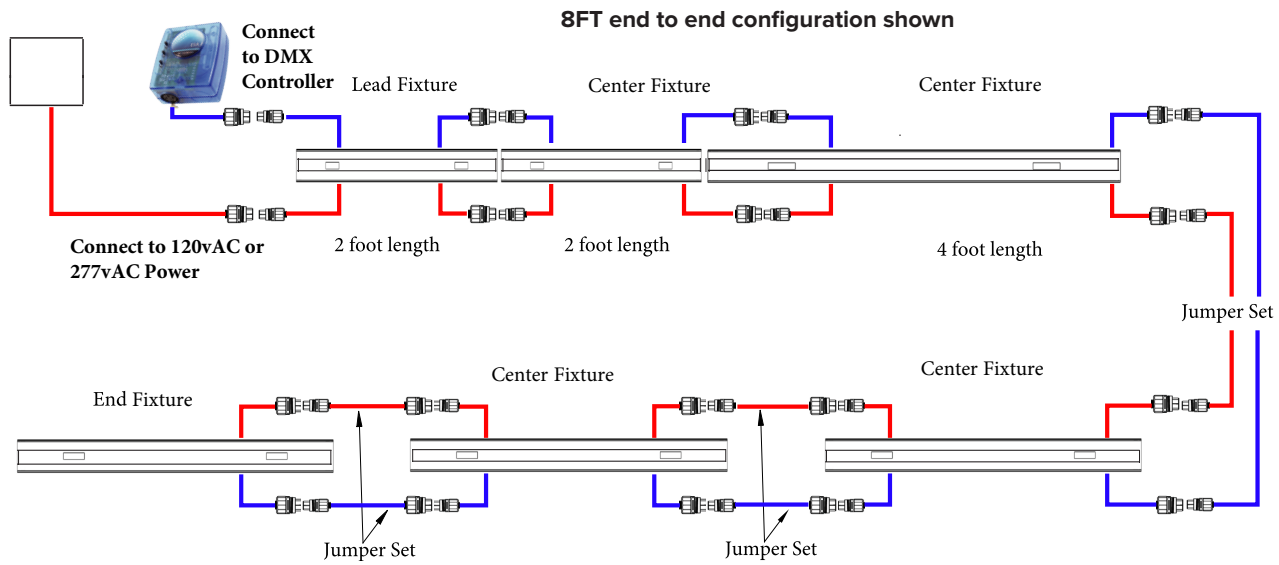 8FT end to end configuration shown
Connect
to DMX
Controller
Lead Fixture
Center Fixture
Center Fixture
Connect to 120vAC or
277vAC Power
2 foot length
2 foot length
4 foot length
Jumper Set
End Fixture
Center Fixture
Center Fixture
Jumper Set
Jumper Set